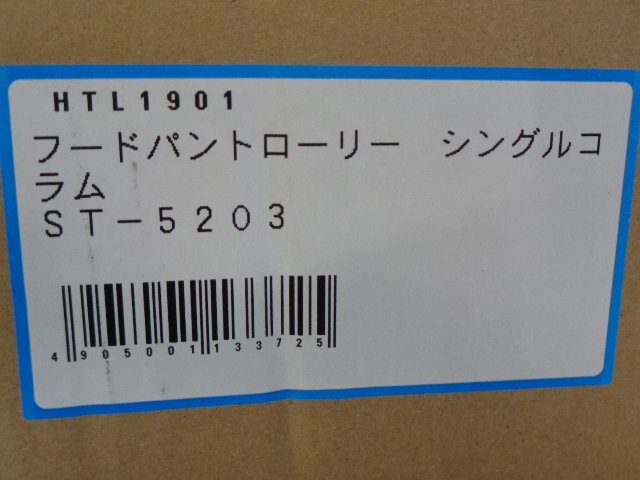 HTL1901
フードパントローリー　シングルコ
ラム
ＳＴ－５２０３
4905001133725